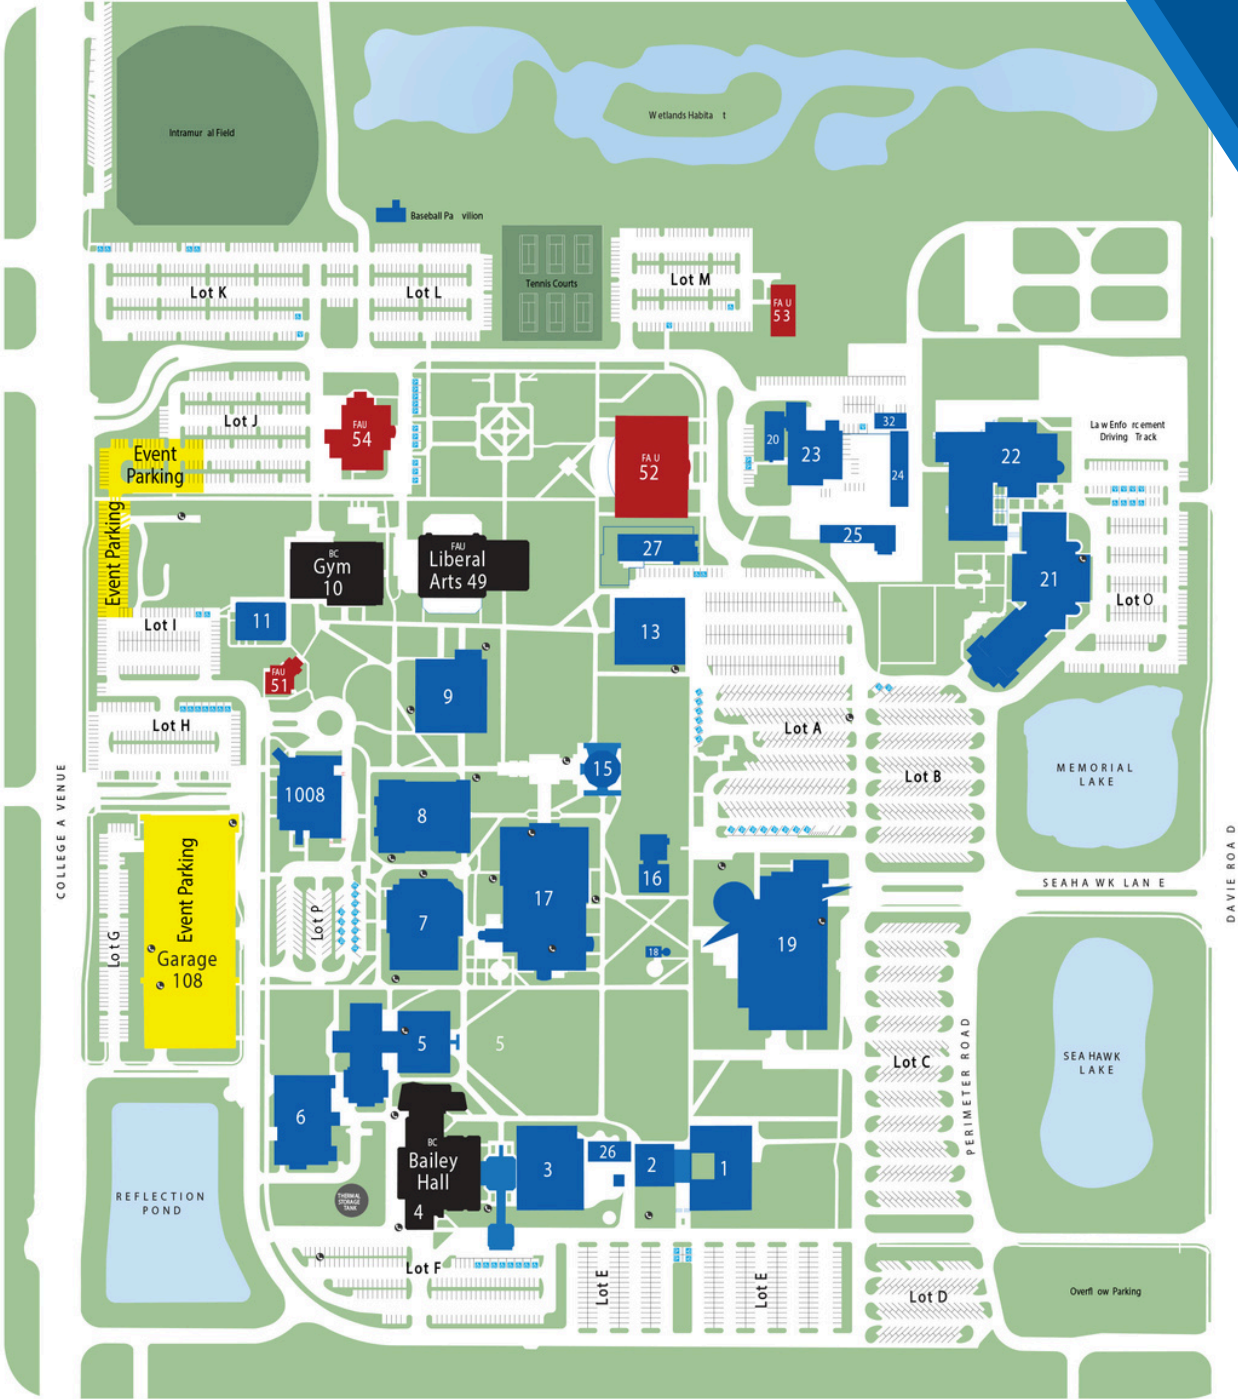 Wetlands Habita t
Intramur al Field
Baseball Pa vilion
Tennis Courts
Lot K
Lot L
Lot M
FA U
53
Lot J
FAU
54
Event
Parking
FA U
52
20
23
32
24
25
22
La w Enfo rc ement
Driving Tr ack
Event Parking
BC
Gym
10
FAU
Liberal
Arts 49
27
21
Lot O
Lot I
11
13
FAU
51
9
Lot H
Lot A
Lot B
MEMORIAL
LAKE
COLLEGE A VENUE
1008
15
8
Event Parking
Garage
108
Lot G
Lot P
7
17
16
18
19
SEAHA WK LAN E
DAVIE ROA D
5
5
Lot C
PERIMETER ROAD
SEA HAWK
LAKE
6
BC
Bailey
Hall
4
3
26
2
1
REFLECTION
POND
THERMAL
STORAGE
TANK
Lot F
Lot E
Lot E
Lot D
Overfl ow Parking